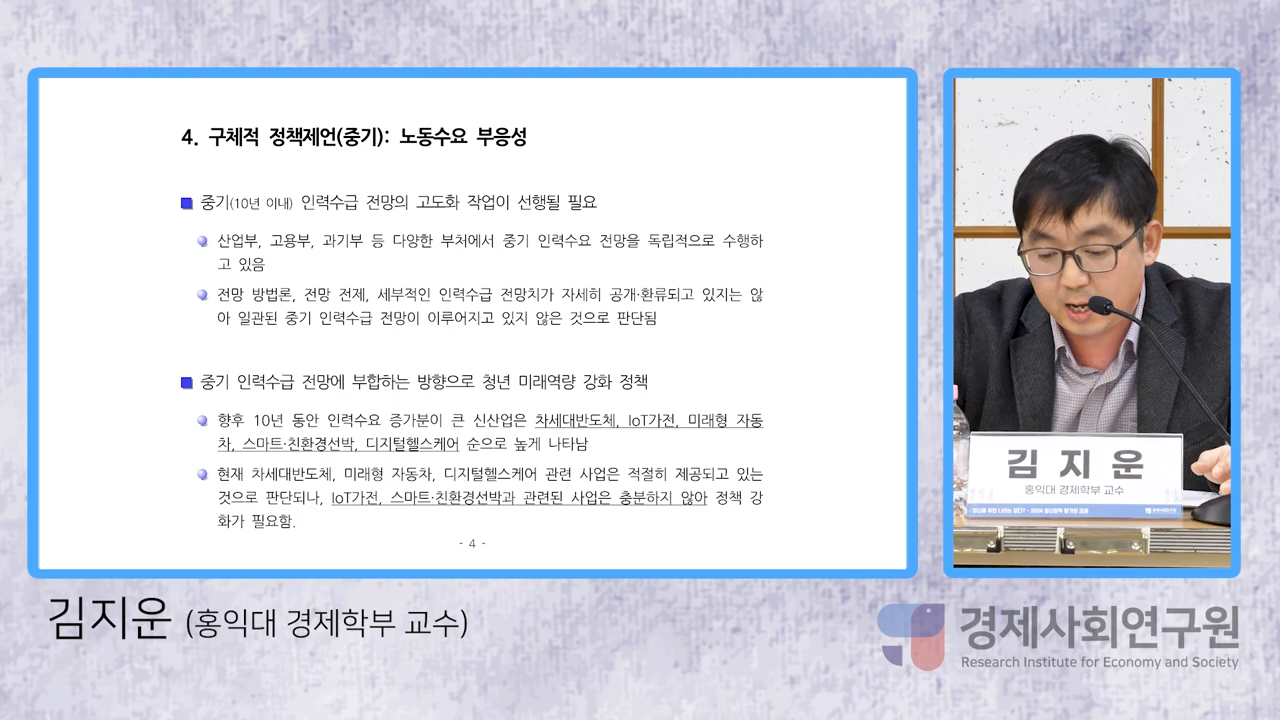 4. 구체적 정책제언(중기): 노동수요 부응성
중기(10년 이내) 인력수급 전망의 고도화 작업이 선행될 필요
산업부, 고용부, 과기부 등 다양한 부처에서 중기 인력수요 전망을 독립적으로 수행하
고 있음
전망 방법론, 전망 전제, 세부적인 인력수급 전망치가 자세히 공개·환류되고 있지는 않
아 일관된 중기 인력수급 전망이 이루어지고 있지 않은 것으로 판단됨
중기 인력수급 전망에 부합하는 방향으로 청년 미래역량 강화 정책
향후 10년 동안 인력수요 증가분이 큰 신산업은 차세대반도체, IoT가전, 미래형 자동
차, 스마트·친환경선박, 디지털헬스케어 순으로 높게 나타남
현재 차세대반도체, 미래형 자동차, 디지털헬스케어 관련 사업은 적절히 제공되고 있는
것으로 판단되나, IoT가전, 스마트·친환경선박과 관련된 사업은 충분하지 않아 정책 강
화가 필요함.
- 4 -
김 지 운
홍익대 경제학부 교수
경제사회연구원
김지운 (홍익대 경제학부 교수)
경제사회연구원
Research Institute for Economy and Society